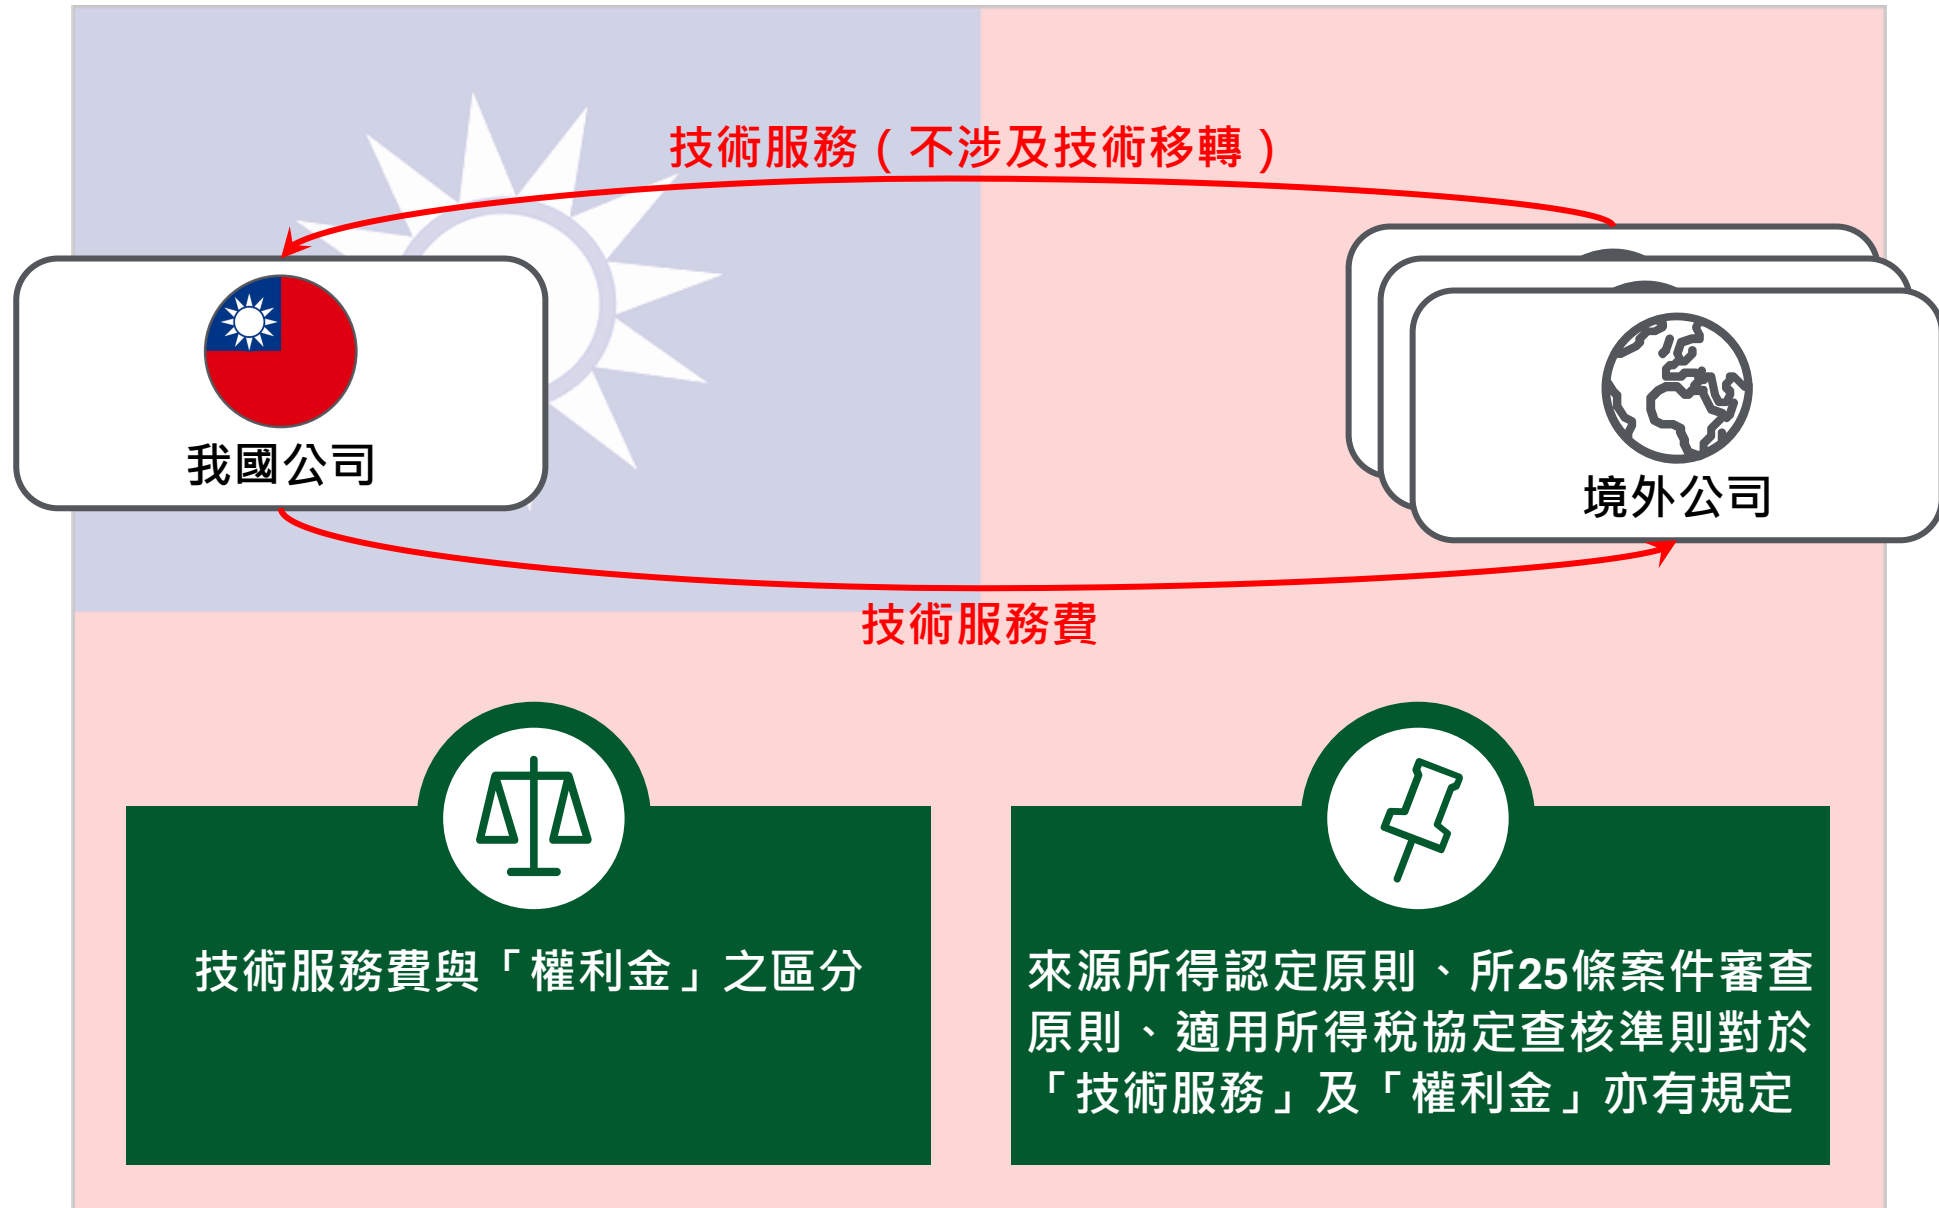 技術服務（不涉及技術移轉）
我國公司
境外公司
技術服務費
技術服務費與「權利金」之區分
來源所得認定原則、所25條案件審查
原則、適用所得稅協定查核準則對於
「技術服務」及「權利金」亦有規定